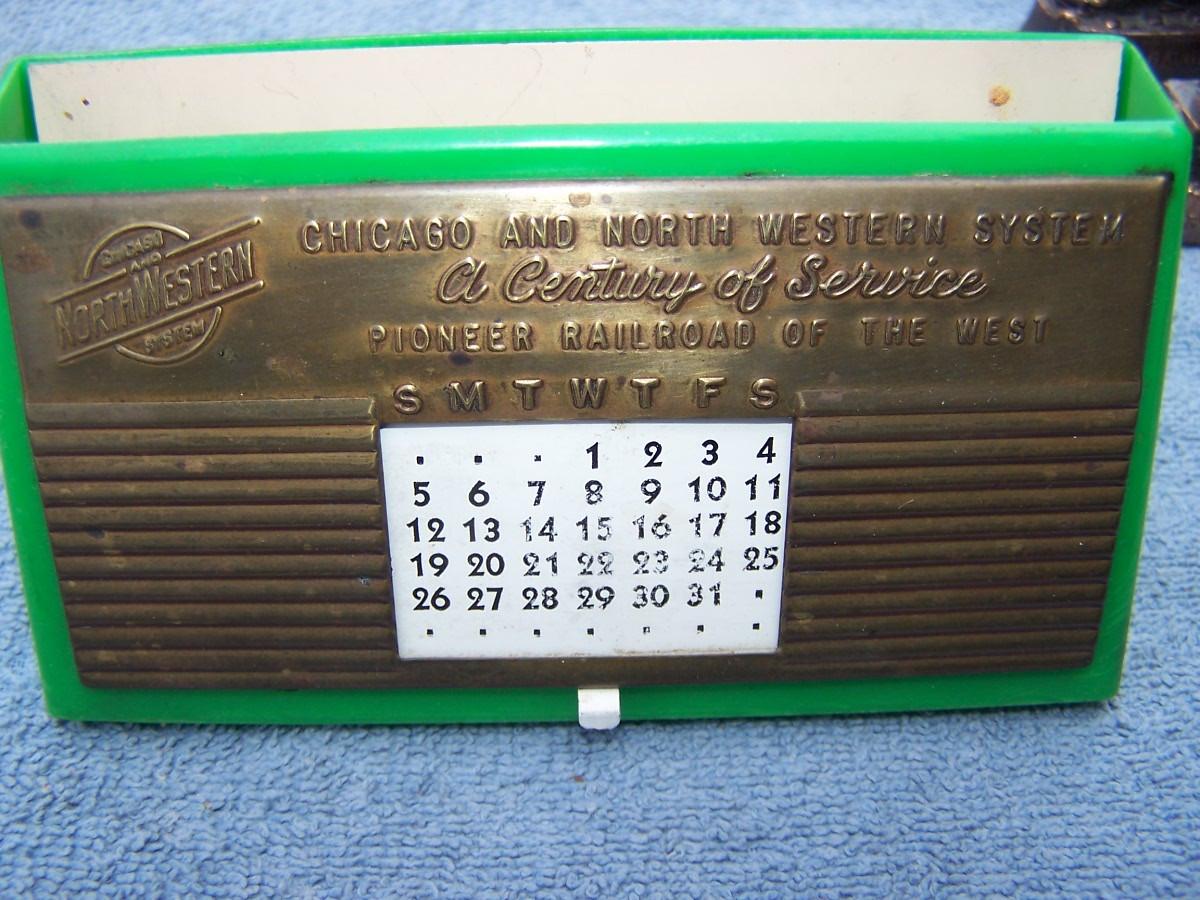 CHICAGO
AND
NORTH WESTERN
SYSTEM
CHICAGO AND NORTH WESTERN SYSTEM
A Century of Service
PIONEER RAILROAD OF THE WEST
S M T W T F S
. . . 1 2 3 4
5 6 7 8 9 10 11
12 13 14 15 16 17 18
19 20 21 22 23 24 25
26 27 28 29 30 31 .
. . . . . . .